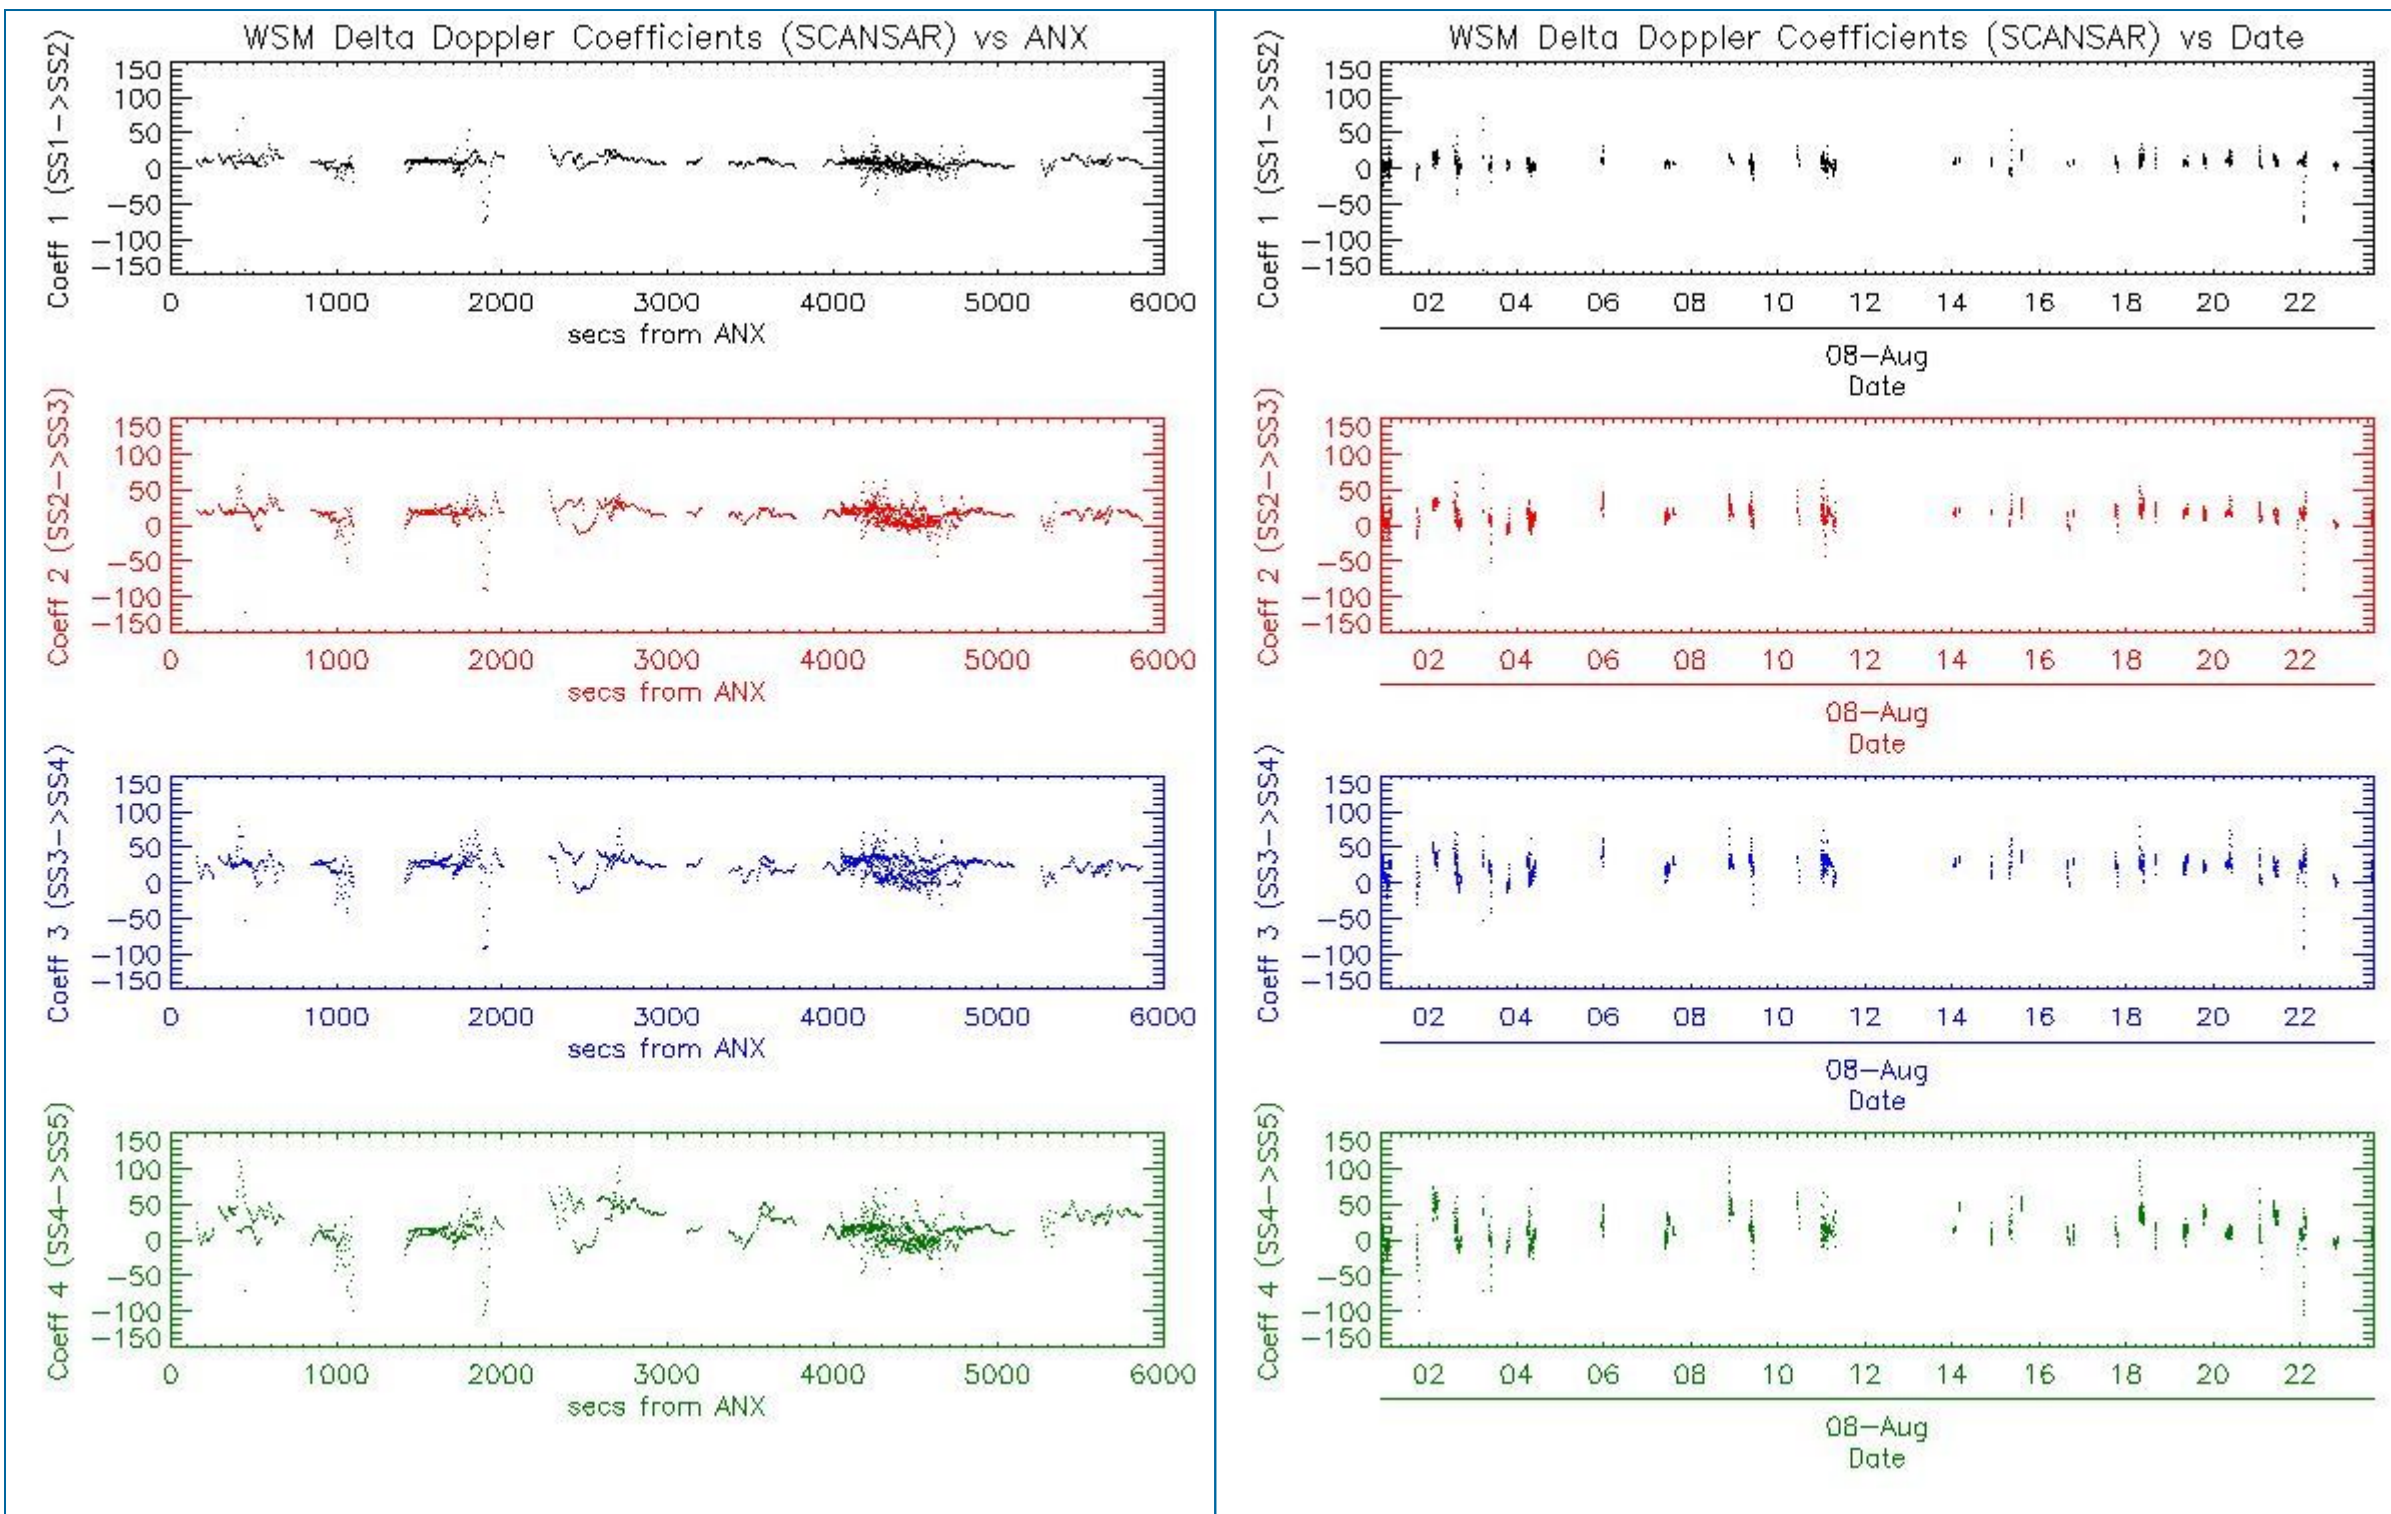 WSM Delta Doppler Coefficients (SCANSAR) vs ANX
Coeff 1 (SS1->SS2)
150
100
50
0
-50
-100
-150
0 1000 2000 3000 4000 5000 6000
secs from ANX
Coeff 2 (SS2->SS3)
150
100
50
0
-50
-100
-150
0 1000 2000 3000 4000 5000 6000
secs from ANX
Coeff 3 (SS3->SS4)
150
100
50
0
-50
-100
-150
0 1000 2000 3000 4000 5000 6000
secs from ANX
Coeff 4 (SS4->SS5)
150
100
50
0
-50
-100
-150
0 1000 2000 3000 4000 5000 6000
secs from ANX
WSM Delta Doppler Coefficients (SCANSAR) vs Date
Coeff 1 (SS1->SS2)
150
100
50
0
-50
-100
-150
02 04 06 08 10 12 14 16 18 20 22
08-Aug
Date
Coeff 2 (SS2->SS3)
150
100
50
0
-50
-100
-150
02 04 06 08 10 12 14 16 18 20 22
08-Aug
Date
Coeff 3 (SS3->SS4)
150
100
50
0
-50
-100
-150
02 04 06 08 10 12 14 16 18 20 22
08-Aug
Date
Coeff 4 (SS4->SS5)
150
100
50
0
-50
-100
-150
02 04 06 08 10 12 14 16 18 20 22
08-Aug
Date